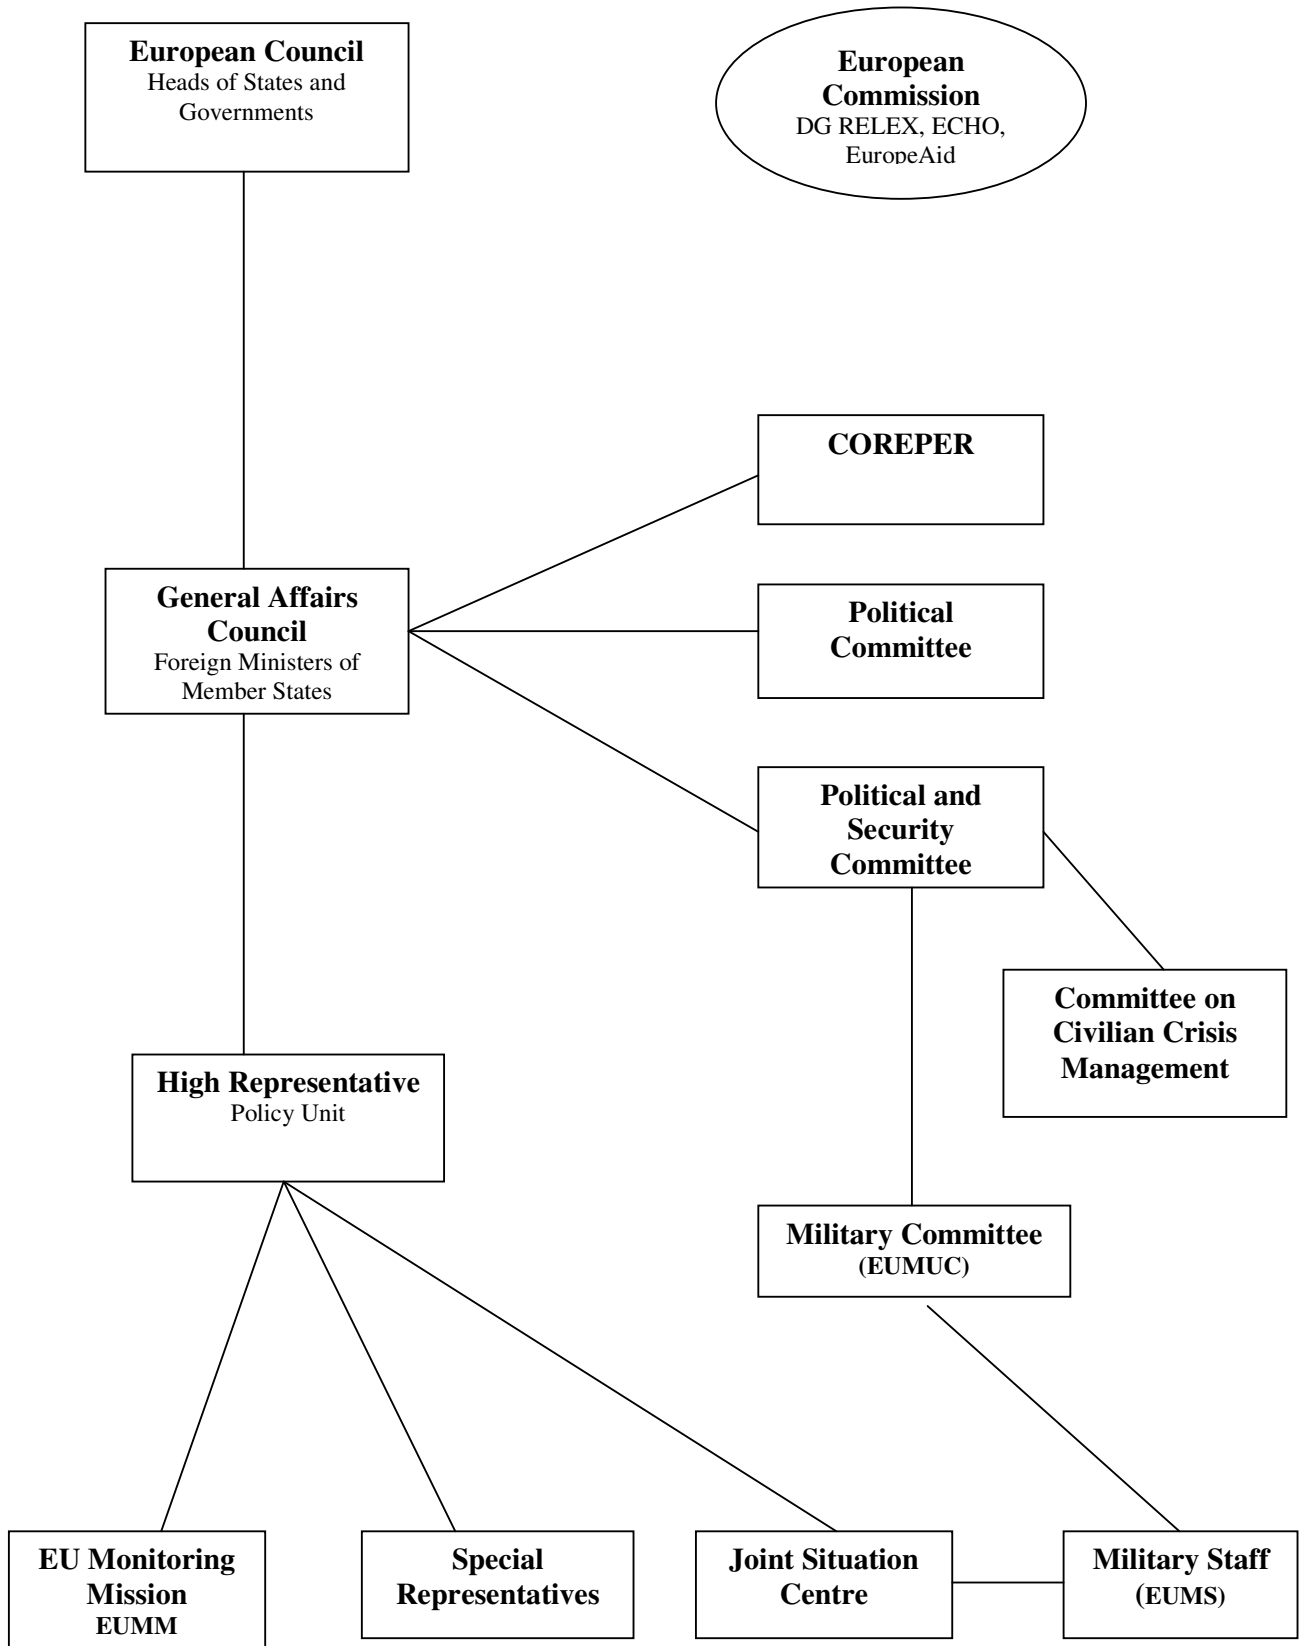 European Council
Heads of States and
Governments
European
Commission
DG RELEX, ECHO,
EuropeAid
COREPER
General Affairs
Council
Foreign Ministers of
Member States
Political
Committee
Political and
Security
Committee
Committee on
Civilian Crisis
Management
High Representative
Policy Unit
Military Committee
(EUMUC)
EU Monitoring
Mission
EUMM
Special
Representatives
Joint Situation
Centre
Military Staff
(EUMS)